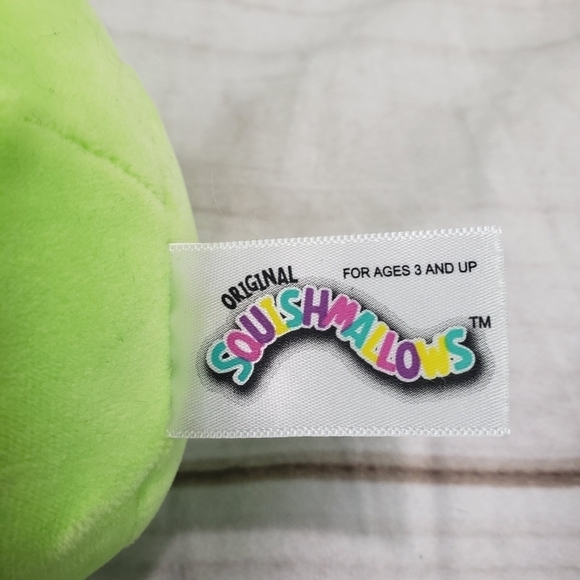 FOR AGES 3 AND UP
ORIGINAL
SQUISHMALLOWS™